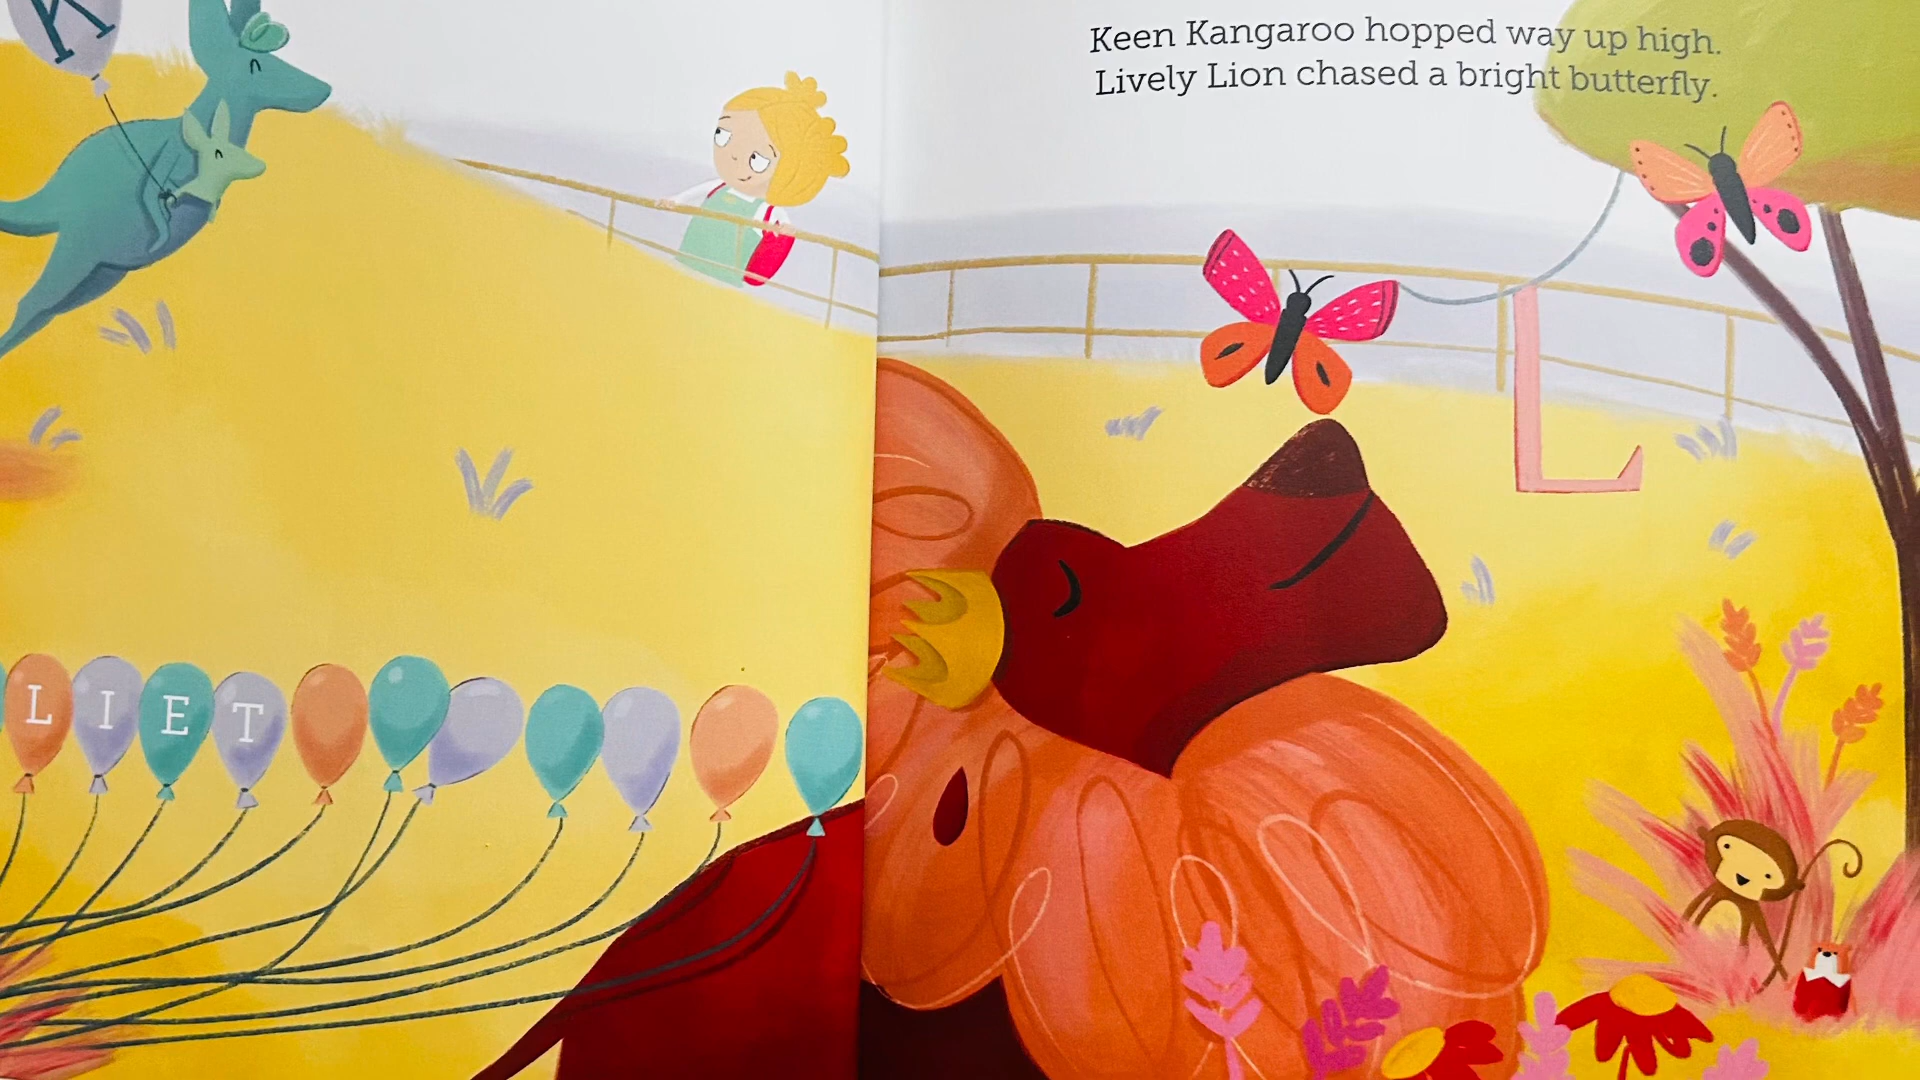 K
Keen Kangaroo hopped way up high.
Lively Lion chased a bright butterfly.
L
LIET